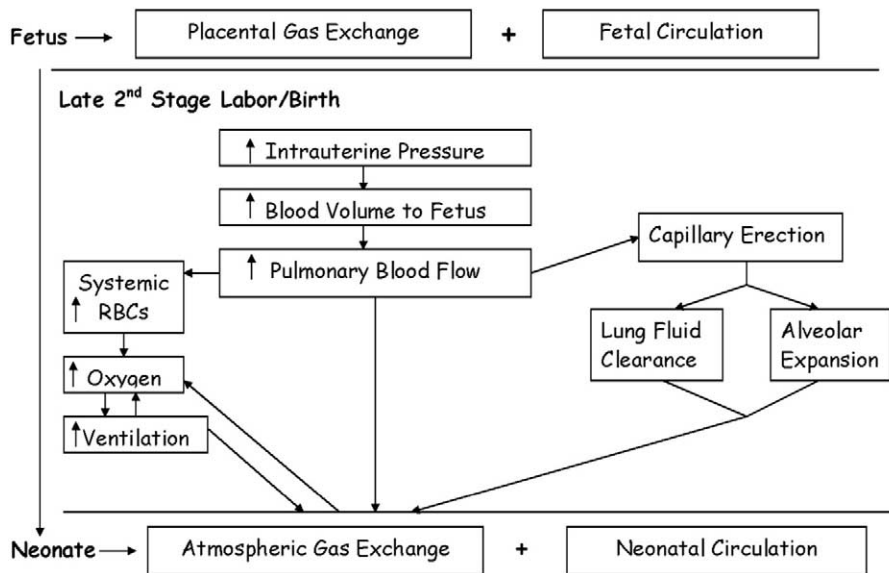 Fetus
Placental Gas Exchange
+
Fetal Circulation
Late 2nd Stage Labor/Birth
↑ Intrauterine Pressure
↑ Blood Volume to Fetus
↑ Pulmonary Blood Flow
Capillary Erection
Systemic
↑ RBCs
Lung Fluid
Clearance
Alveolar
Expansion
↑ Oxygen
↑ Ventilation
Neonate
Atmospheric Gas Exchange
+
Neonatal Circulation